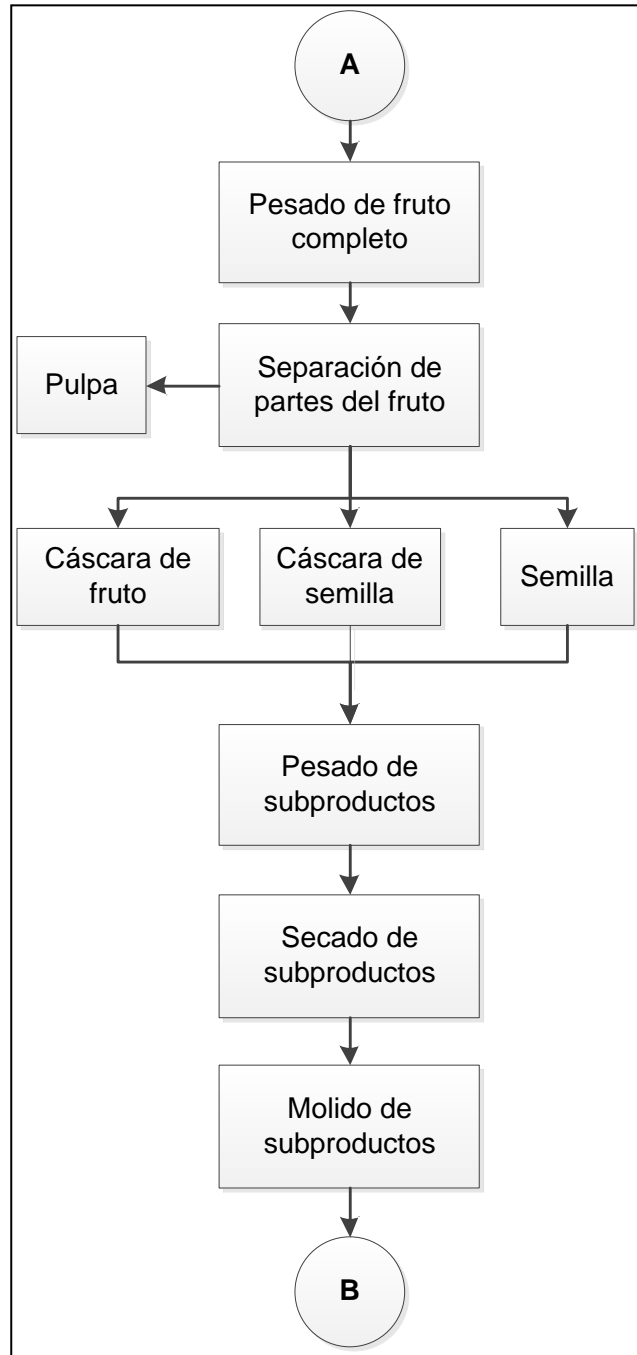 A
Pesado de fruto
completo
Separación de
partes del fruto
Pulpa
Cáscara de
fruto
Cáscara de
semilla
Semilla
Pesado de
subproductos
Secado de
subproductos
Molido de
subproductos
B